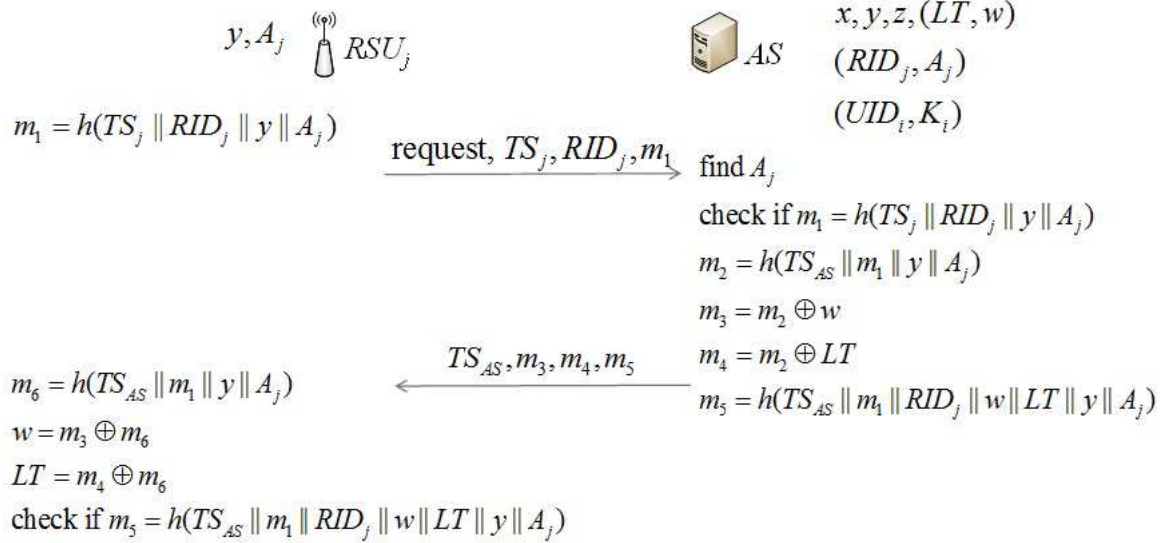 y, A_j RSU_j AS x, y, z, (LT, w)
(RID_j, A_j)
(UID_i, K_i)
m_1 = h(TS_j || RID_j || y || A_j)
request, TS_j, RID_j, m_1
find A_j
check if m_1 = h(TS_j || RID_j || y || A_j)
m_2 = h(TS_AS || m_1 || y || A_j)
m_3 = m_2 ⊕ w
m_4 = m_2 ⊕ LT
m_5 = h(TS_AS || m_1 || RID_j || w || LT || y || A_j)
TS_AS, m_3, m_4, m_5
m_6 = h(TS_AS || m_1 || y || A_j)
w = m_3 ⊕ m_6
LT = m_4 ⊕ m_6
check if m_5 = h(TS_AS || m_1 || RID_j || w || LT || y || A_j)